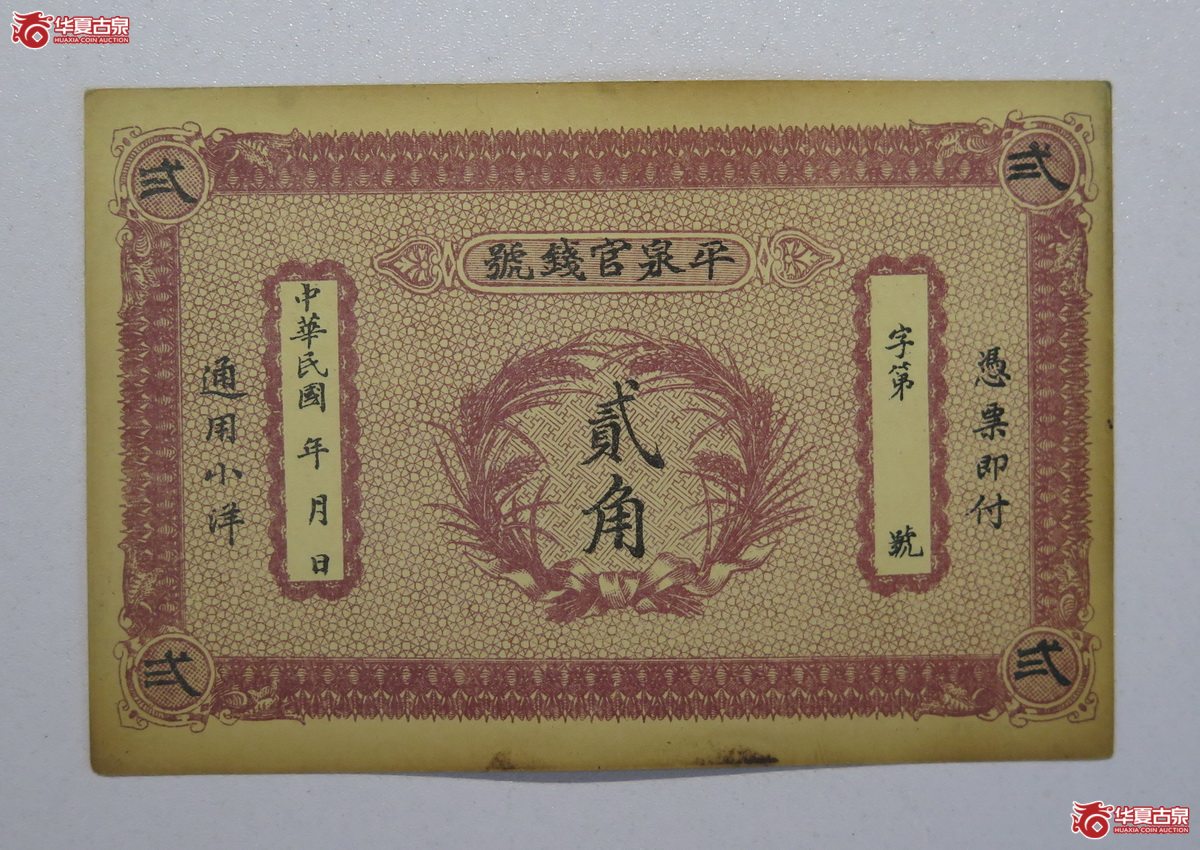 华夏古泉
HUAXIA COIN AUCTION
弍
弍
平泉官錢號
憑票即付
字第 號
貳角
中華民國 年 月 日
通用小洋
弍
弍
华夏古泉
HUAXIA COIN AUCTION